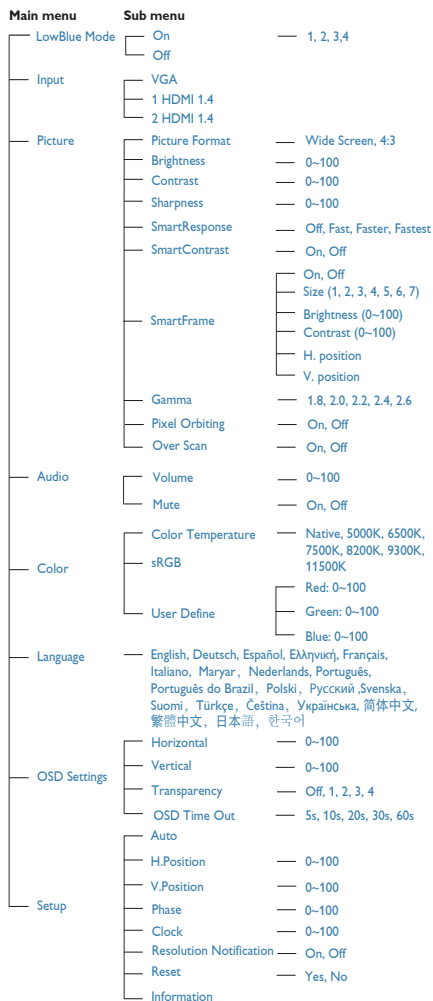 Main menu Sub menu
LowBlue Mode On 1, 2, 3,4
Off
Input VGA
1 HDMI 1.4
2 HDMI 1.4
Picture Picture Format Wide Screen, 4:3
Brightness 0~100
Contrast 0~100
Sharpness 0~100
SmartResponse Off, Fast, Faster, Fastest
SmartContrast On, Off
On, Off
Size (1, 2, 3, 4, 5, 6, 7)
Brightness (0~100)
SmartFrame
Contrast (0~100)
H. position
V. position
Gamma 1.8, 2.0, 2.2, 2.4, 2.6
Pixel Orbiting On, Off
Over Scan On, Off
Audio Volume 0~100
Mute On, Off
Color Temperature Native, 5000K, 6500K,
7500K, 8200K, 9300K,
11500K
sRGB
Color
Red: 0~100
User Define Green: 0~100
Blue: 0~100
Language English, Deutsch, Español, Ελληνική, Français,
Italiano, Maryar, Nederlands, Português,
Português do Brazil, Polski, Русский ,Svenska,
Suomi, Türkçe, Čeština, Українська, 简体中文,
繁體中文, 日本語, 한국어
Horizontal 0~100
Vertical 0~100
OSD Settings
Transparency Off, 1, 2, 3, 4
OSD Time Out 5s, 10s, 20s, 30s, 60s
Auto
H.Position 0~100
V.Position 0~100
Setup Phase 0~100
Clock 0~100
Resolution Notification On, Off
Reset Yes, No
Information